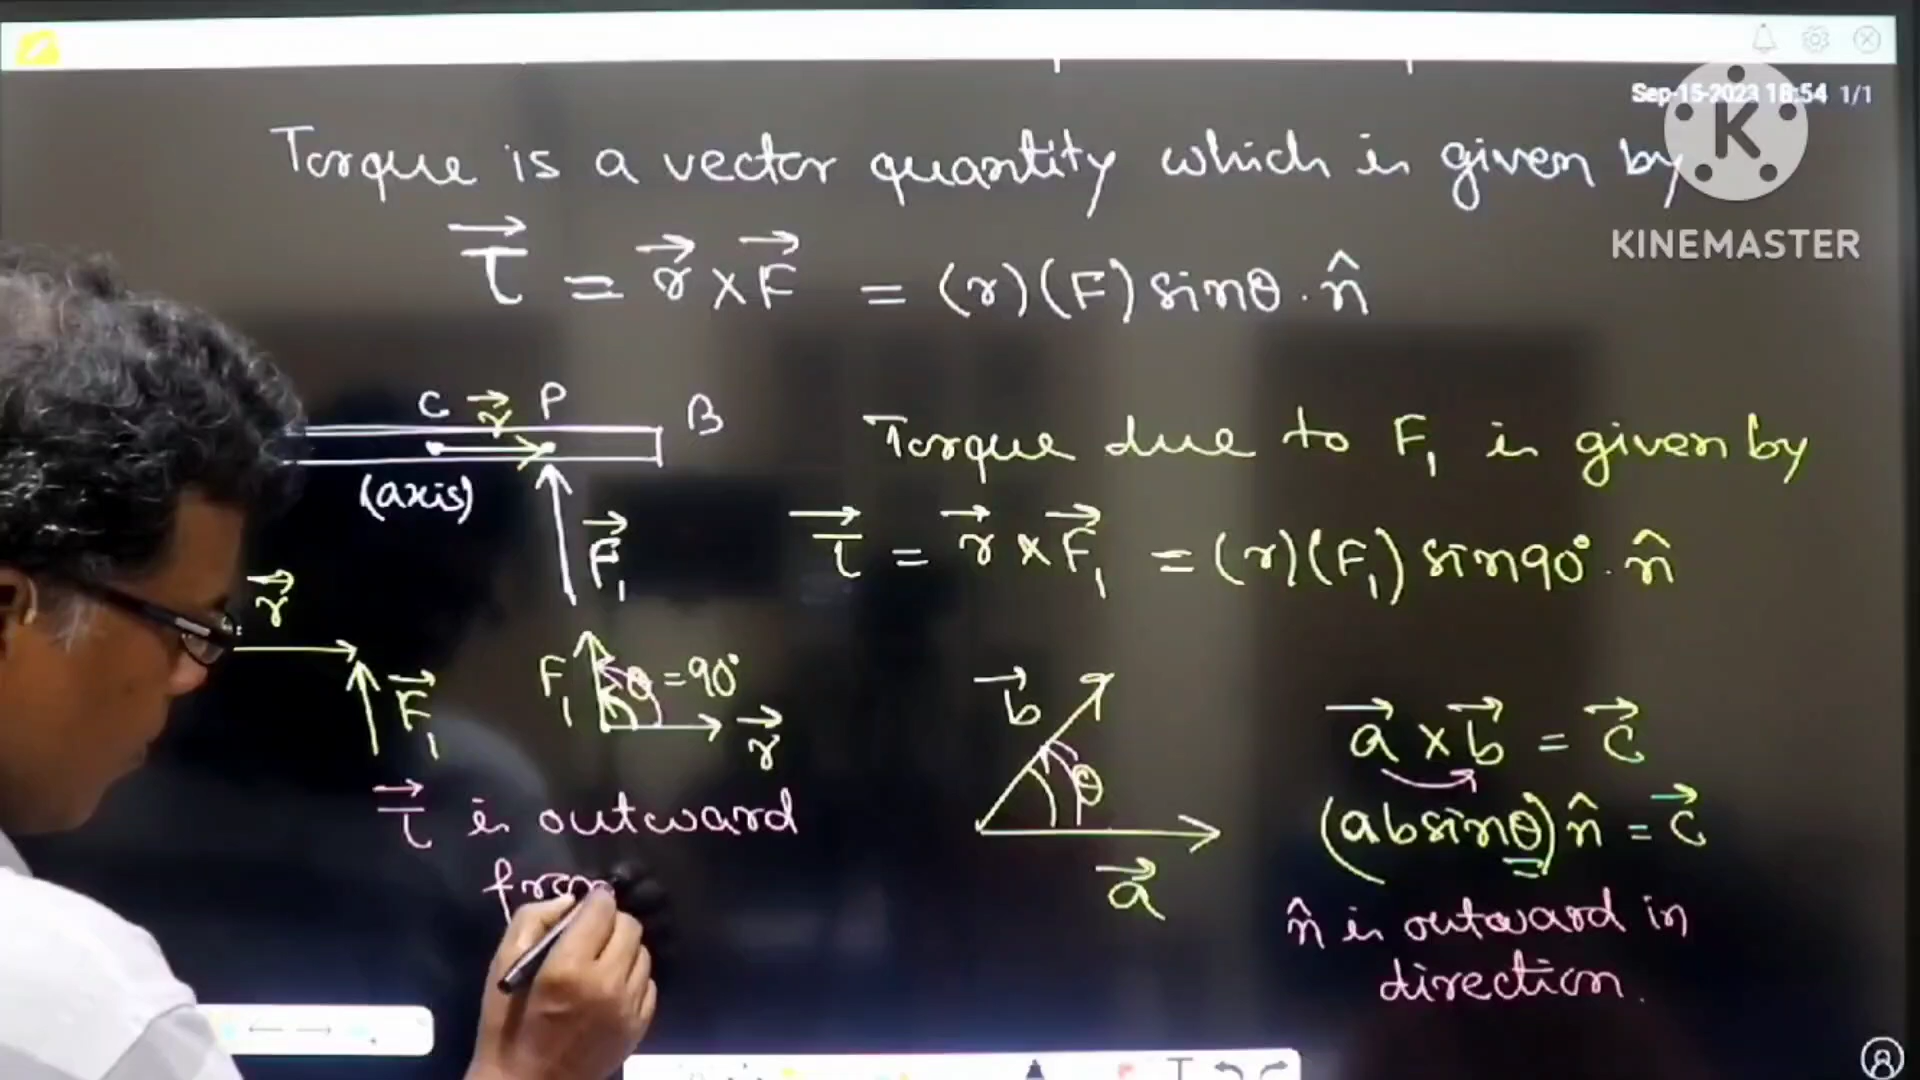 Sep-15-2023 18:54 1/1
K
KINEMASTER
Torque is a vector quantity which is given by
τ⃗ = r⃗ × F⃗ = (r)(F) sinθ . n̂
C r⃗ P B
(axis)
F⃗₁
Torque due to F₁ is given by
τ⃗ = r⃗ × F⃗₁ = (r)(F₁) sin90° . n̂
r⃗
F⃗₁
F₁ θ = 90°
r⃗
τ⃗ is outward
from
b⃗
θ
a⃗
a⃗ × b⃗ = c⃗
(absinθ) n̂ = c⃗
n̂ is outward in
direction.